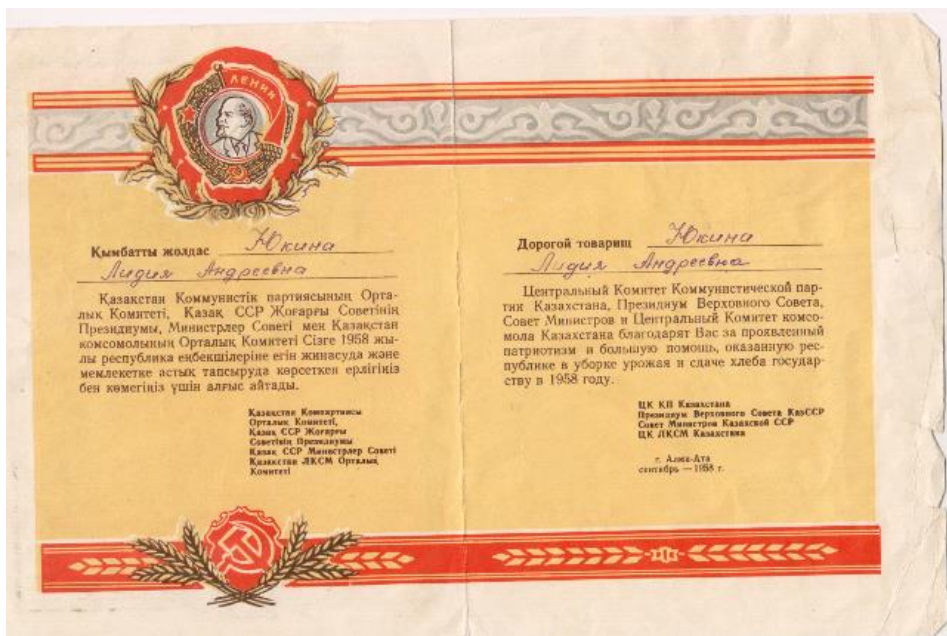 ЛЕНИН
Қымбатты жолдас Юкина
Лидия Андреевна
Қазақстан Коммунистік партиясының Орта-
лық Комитеті, Қазақ ССР Жоғарғы Советінің
Президиумы, Министрлер Советі мен Қазақстан
комсомолының Орталық Комитеті Сізге 1958 жы-
лы республика еңбекшілеріне егін жинасуда және
мемлекетке астық тапсыруда көрсеткен ерлігіңіз
бен көмегіңіз үшін алғыс айтады.
Қазақстан Компартиясы
Орталық Комитеті,
Қазақ ССР Жоғарғы
Советінің Президиумы
Қазақ ССР Министрлер Советі
Қазақстан ЛКСМ Орталық
Комитеті
Дорогой товарищ Юкина
Лидия Андреевна
Центральный Комитет Коммунистической пар-
тии Казахстана, Президиум Верховного Совета,
Совет Министров и Центральный Комитет комсо-
мола Казахстана благодарят Вас за проявленный
патриотизм и большую помощь, оказанную рес-
публике в уборке урожая и сдаче хлеба государ-
ству в 1958 году.
ЦК КП Казахстана
Президиум Верховного Совета КазССР
Совет Министров Казахской ССР
ЦК ЛКСМ Казахстана
г. Алма-Ата
сентябрь — 1958 г.